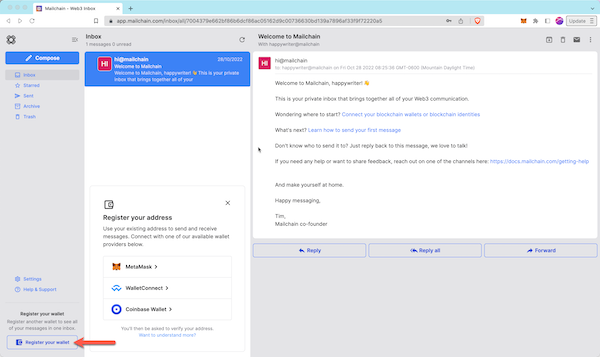 Mailchain - Web3 Inbox
Update
Compose
Inbox
Starred
Sent
Archive
Trash
Settings
Help & Support
Register your wallet
Register another wallet to see all
of your messages in one inbox.
Register your wallet
Inbox
1 messages 0 unread
HI
hi@mailchain
28/10/2022
Welcome to Mailchain
Welcome to Mailchain, happywriter! 👋
This is your private inbox that brings together all of your
Register your address
Use your existing address to send and receive
messages. Connect with one of our available wallet
providers below.
MetaMask >
WalletConnect >
Coinbase Wallet >
You'll then be asked to verify your address.
Want to understand more?
Welcome to Mailchain
With happywriter@mailchain
HI
hi@mailchain
to: happywriter@mailchain on Fri Oct 28 2022 09:25:36 GMT-0600 (Mountain Daylight Time)
Welcome to Mailchain, happywriter! 👋
This is your private inbox that brings together all of your Web3 communication.
Wondering where to start? Connect your blockchain wallets or blockchain identities
What's next? Learn how to send your first message
Don't know who to send it to? Just reply back to this message, we love to talk!
If you need any help or want to share feedback, reach out on one of the channels here: https://docs.mailchain.com/getting-help
And make yourself at home.
Happy messaging,
Tim,
Mailchain co-founder
Reply
Reply all
Forward